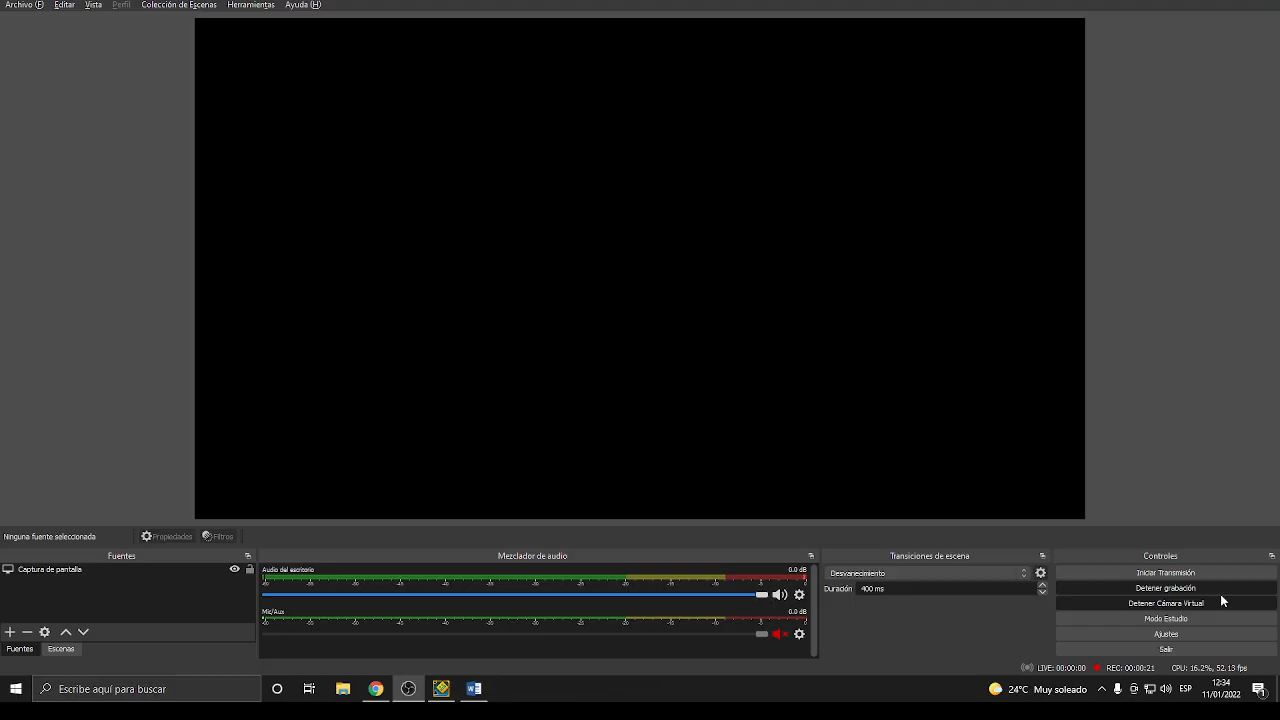 Archivo (F) Editar Vista Perfil Colección de Escenas Herramientas Ayuda (H)
Ninguna fuente seleccionada Propiedades Filtros
Fuentes
Captura de pantalla
Fuentes Escenas
Mezclador de audio
Audio del escritorio 0.0 dB
Mic/Aux 0.0 dB
Transiciones de escena
Desvanecimiento
Duración 400 ms
Controles
Iniciar Transmisión
Detener grabación
Detener Cámara Virtual
Modo Estudio
Ajustes
Salir
LIVE: 00:00:00 REC: 00:00:21 CPU: 16.2%, 52.13 fps
Escribe aquí para buscar
24°C Muy soleado
ESP
12:34
11/01/2022